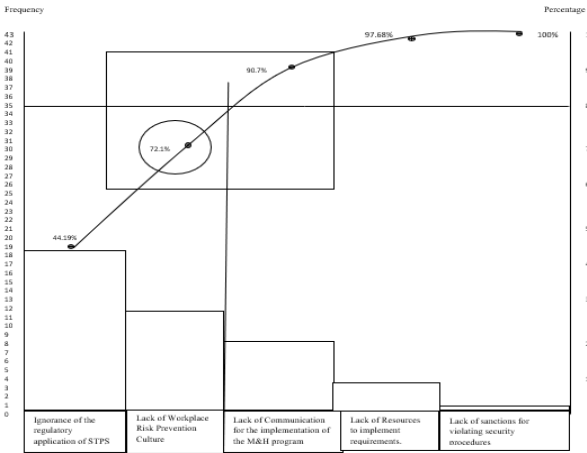 Frequency
Percentage
43
42
41
40
39
38
37
36
35
34
33
32
31
30
29
28
27
26
25
24
23
22
21
20
19
18
17
16
15
14
13
12
11
10
9
8
7
6
5
4
3
2
1
0
97.68%
100%
90.7%
72.1%
44.19%
Ignorance of the
regulatory
application of STPS
Lack of Workplace
Risk Prevention
Culture
Lack of Communication
for the implementation of
the M&H program
Lack of Resources
to implement
requirements.
Lack of sanctions for
violating security
procedures